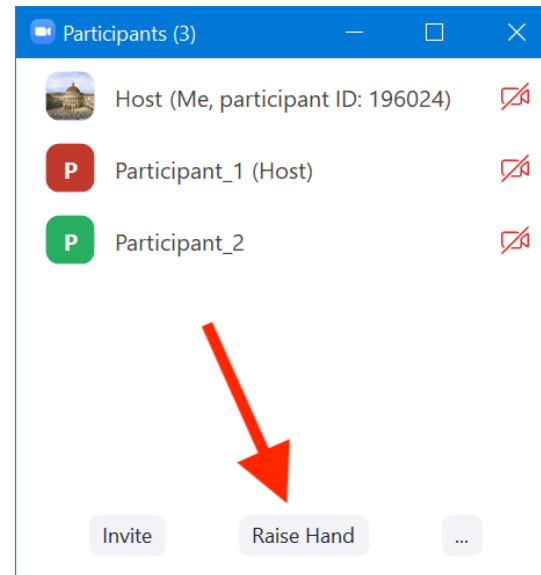 Participants (3)
Host (Me, participant ID: 196024)
P Participant_1 (Host)
P Participant_2
Invite Raise Hand ...